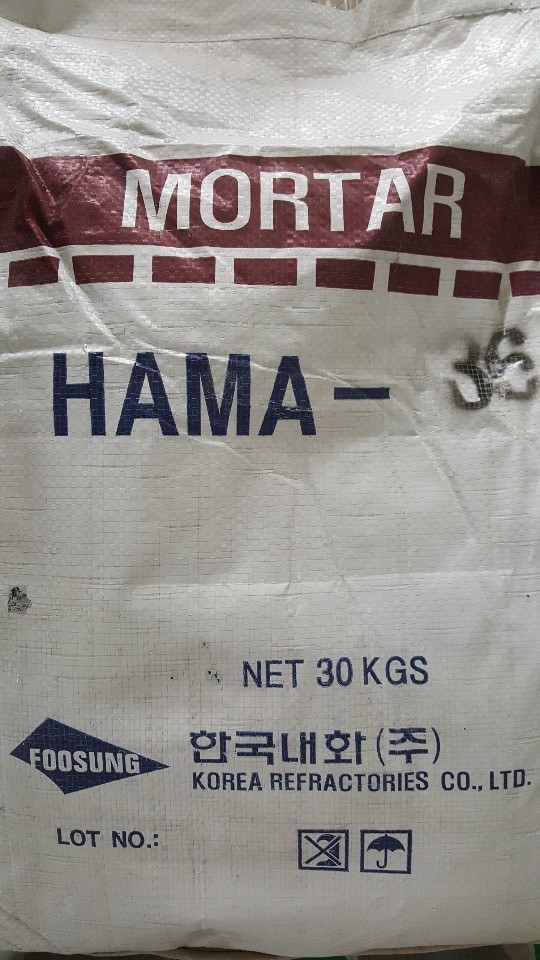 MORTAR
HAMA-
NET 30 KGS
FOOSUNG
한국내화(주)
KOREA REFRACTORIES CO., LTD.
LOT NO.: